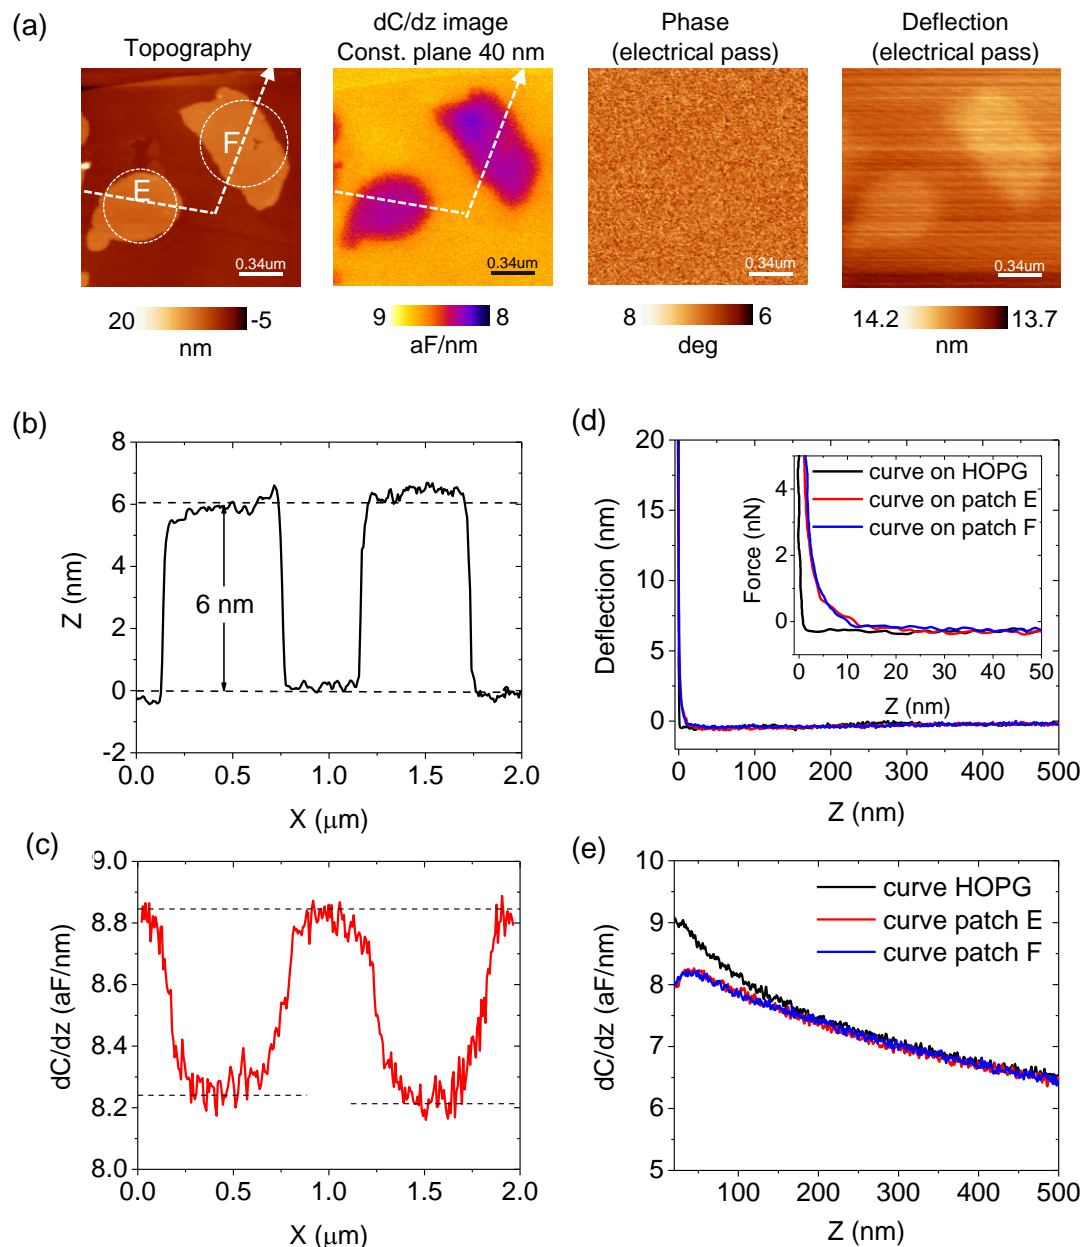 (a)
Topography
dC/dz image
Const. plane 40 nm
Phase
(electrical pass)
Deflection
(electrical pass)
E
F
0.34um
0.34um
0.34um
0.34um
20 -5
nm
9 8
aF/nm
8 6
deg
14.2 13.7
nm
(b)
8
6
4
2
0
-2
Z (nm)
6 nm
0.0 0.5 1.0 1.5 2.0
X (μm)
(d)
20
15
10
5
0
Deflection (nm)
curve on HOPG
curve on patch E
curve on patch F
4
2
0
Force (nN)
0 10 20 30 40 50
Z (nm)
0 100 200 300 400 500
Z (nm)
(c)
9.0
8.8
8.6
8.4
8.2
8.0
dC/dz (aF/nm)
0.0 0.5 1.0 1.5 2.0
X (μm)
(e)
10
9
8
7
6
5
dC/dz (aF/nm)
curve HOPG
curve patch E
curve patch F
100 200 300 400 500
Z (nm)